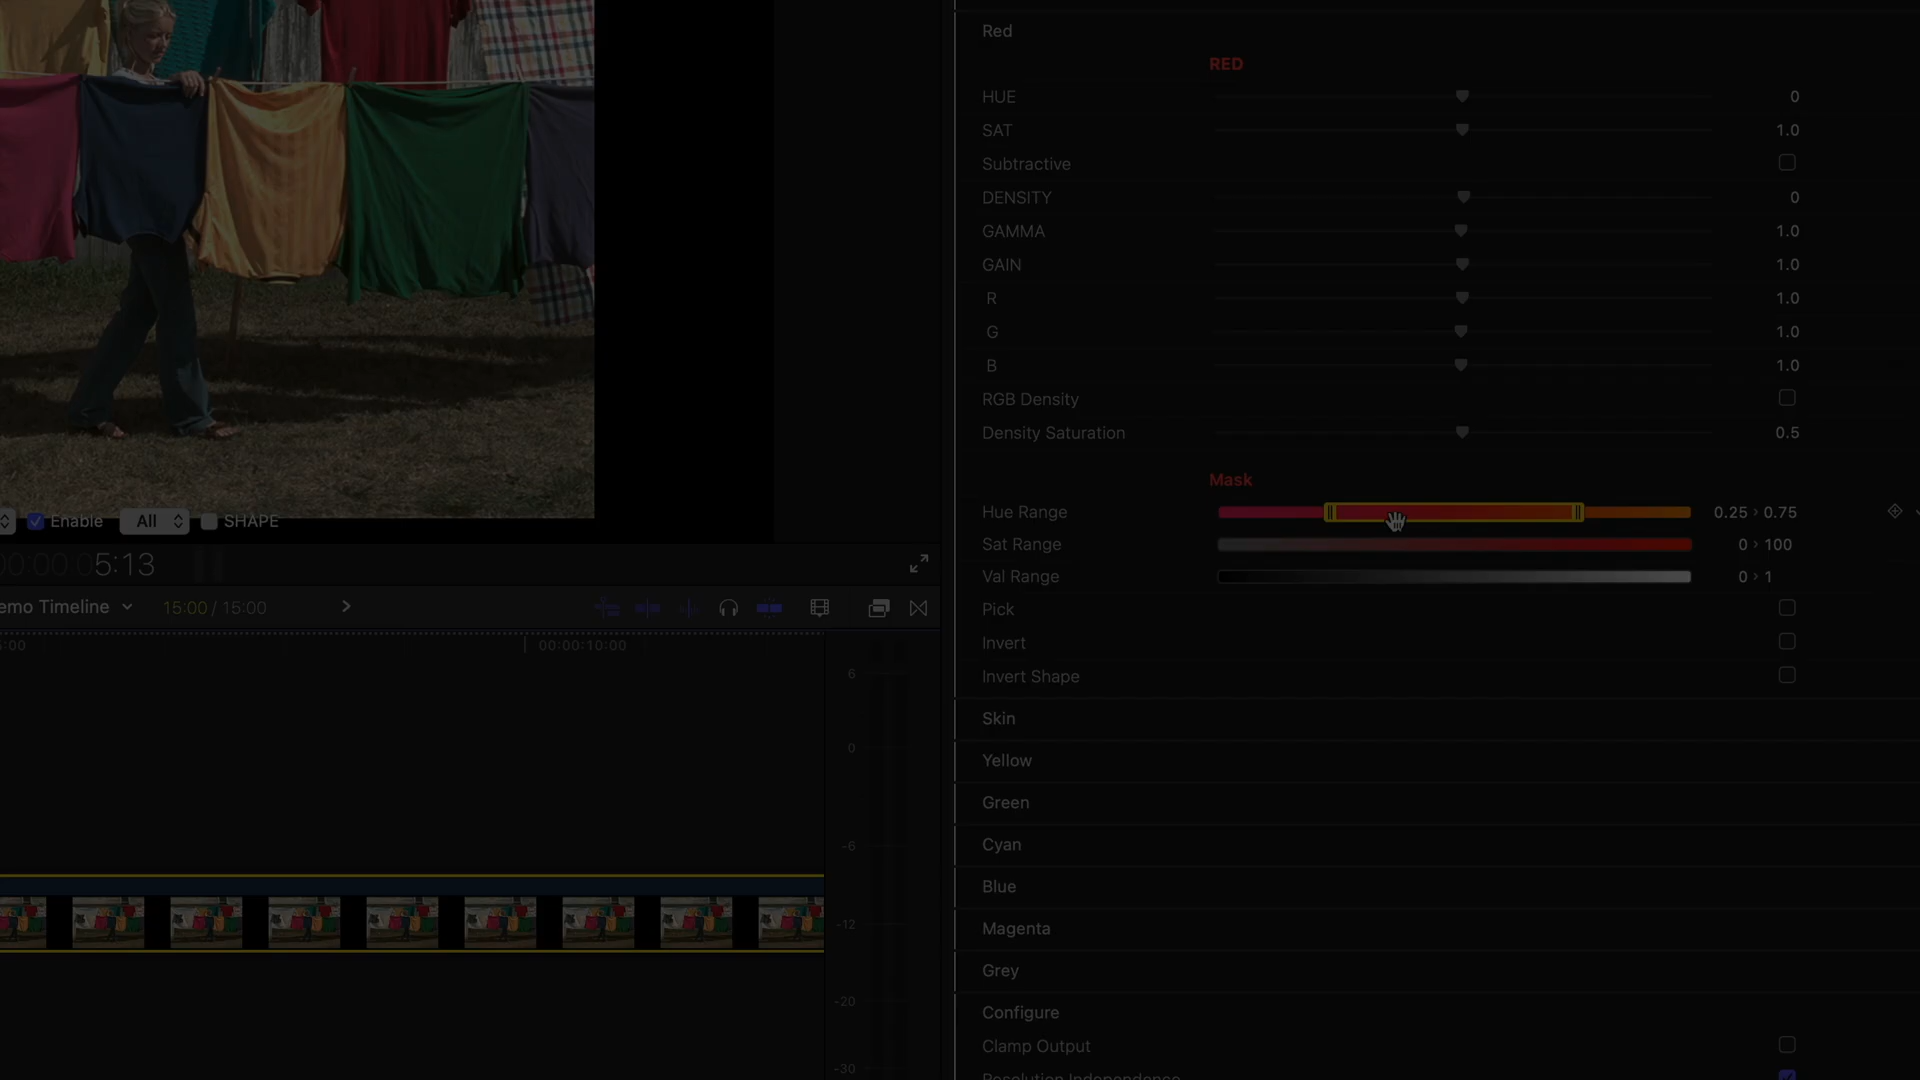 Red
RED
HUE 0
SAT 1.0
Subtractive
DENSITY 0
GAMMA 1.0
GAIN 1.0
R 1.0
G 1.0
B 1.0
RGB Density
Density Saturation 0.5
Mask
Hue Range 0.25 › 0.75
Sat Range 0 › 100
Val Range 0 › 1
Pick
Invert
Invert Shape
Skin
Yellow
Green
Cyan
Blue
Magenta
Grey
Configure
Clamp Output
Resolution Independence
Enable All SHAPE
00:00:05:13
emo Timeline 15:00 / 15:00
5:00 00:00:10:00
6
0
-6
-12
-20
-30